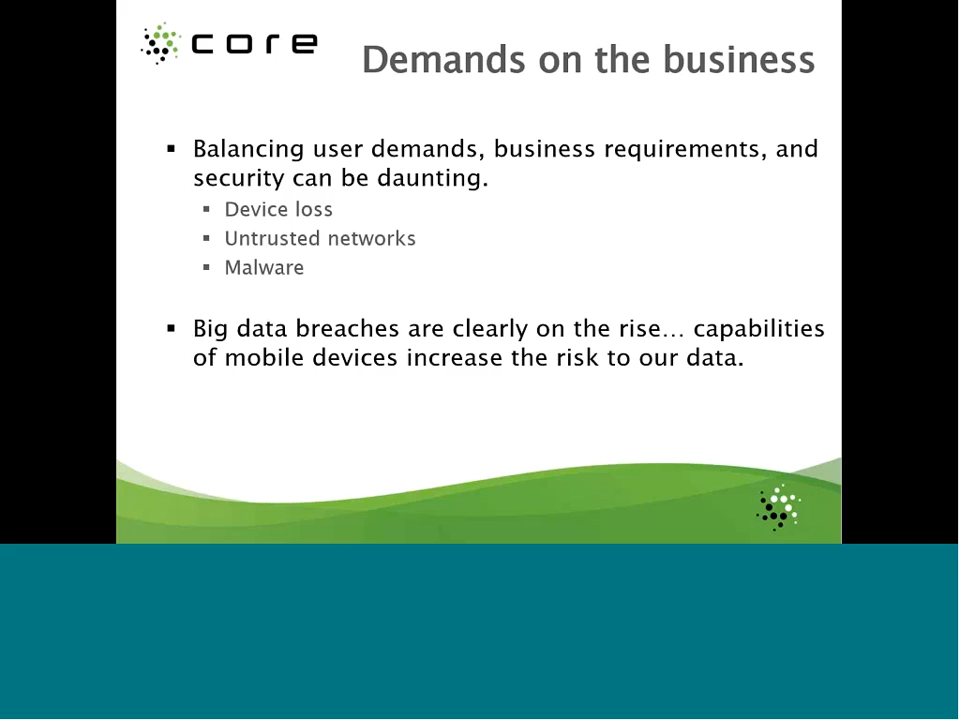 core
Demands on the business
▪ Balancing user demands, business requirements, and
security can be daunting.
▪ Device loss
▪ Untrusted networks
▪ Malware
▪ Big data breaches are clearly on the rise… capabilities
of mobile devices increase the risk to our data.